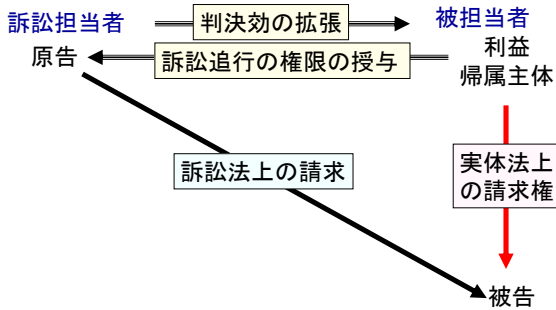 訴訟担当者
判決効の拡張
被担当者
原告
訴訟追行の権限の授与
利益
帰属主体
訴訟法上の請求
実体法上
の請求権
被告